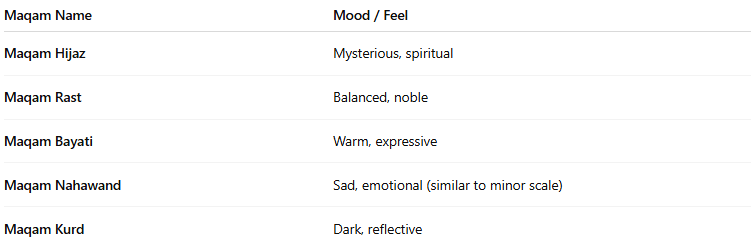 Maqam Name Mood / Feel
Maqam Hijaz Mysterious, spiritual
Maqam Rast Balanced, noble
Maqam Bayati Warm, expressive
Maqam Nahawand Sad, emotional (similar to minor scale)
Maqam Kurd Dark, reflective